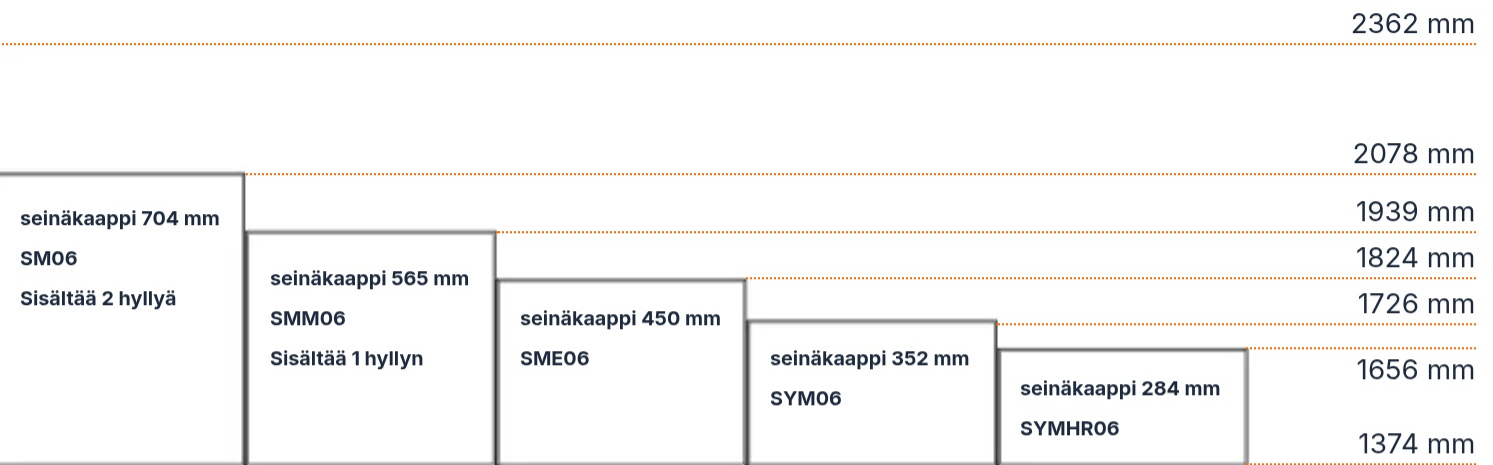 2362 mm
2078 mm
1939 mm
1824 mm
1726 mm
1656 mm
1374 mm
seinäkaappi 704 mm
SM06
Sisältää 2 hyllyä
seinäkaappi 565 mm
SMM06
Sisältää 1 hyllyn
seinäkaappi 450 mm
SME06
seinäkaappi 352 mm
SYM06
seinäkaappi 284 mm
SYMHR06